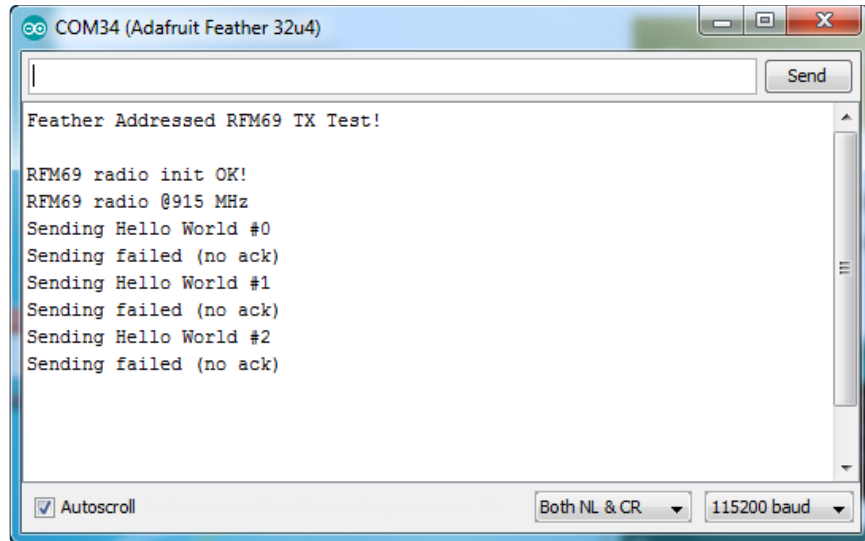 COM34 (Adafruit Feather 32u4)
Send
Feather Addressed RFM69 TX Test!
RFM69 radio init OK!
RFM69 radio @915 MHz
Sending Hello World #0
Sending failed (no ack)
Sending Hello World #1
Sending failed (no ack)
Sending Hello World #2
Sending failed (no ack)
Autoscroll
Both NL & CR
115200 baud